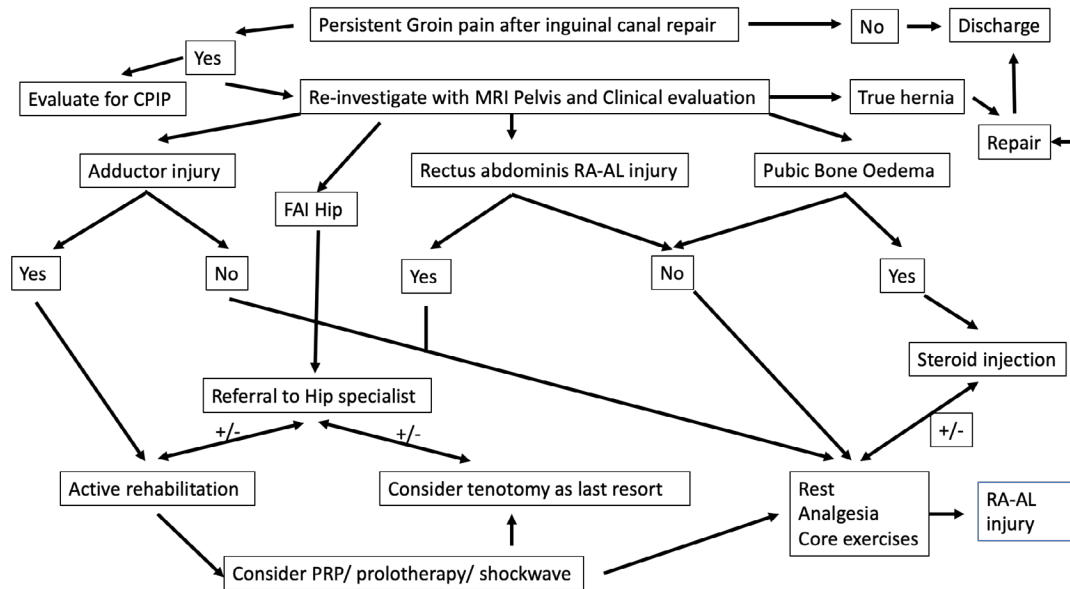 Persistent Groin pain after inguinal canal repair
No
Discharge
Yes
Evaluate for CPIP
Re-investigate with MRI Pelvis and Clinical evaluation
True hernia
Repair
Adductor injury
FAI Hip
Rectus abdominis RA-AL injury
Pubic Bone Oedema
Yes
No
Yes
No
Yes
Steroid injection
Referral to Hip specialist
+/-
+/-
+/-
Active rehabilitation
Consider tenotomy as last resort
Rest
Analgesia
Core exercises
RA-AL
injury
Consider PRP/ prolotherapy/ shockwave